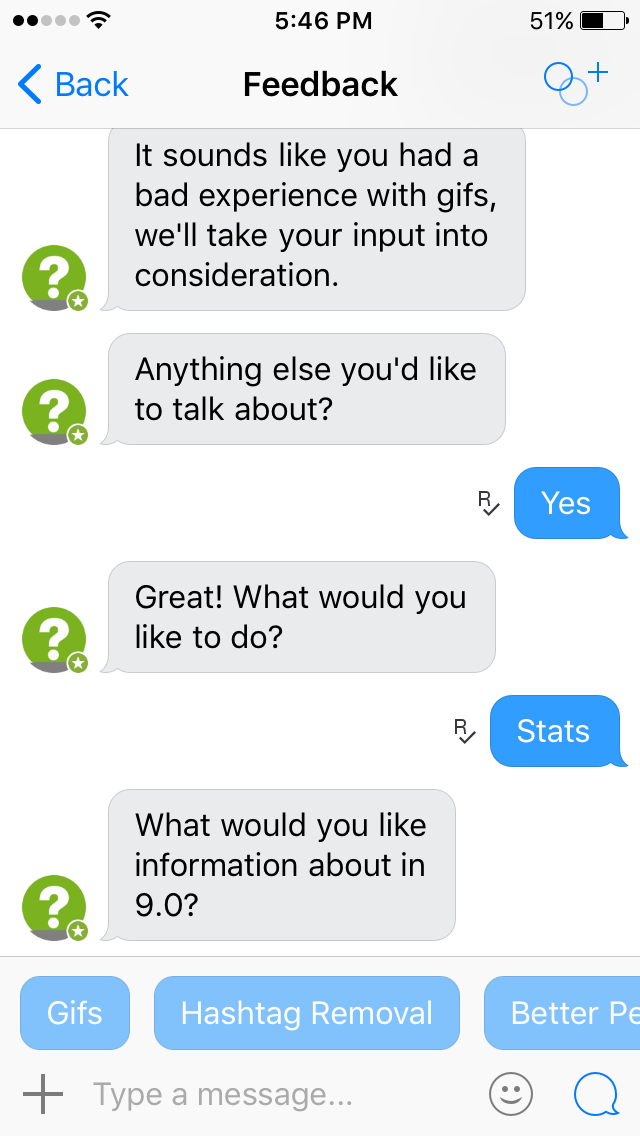 5:46 PM
51%
Back
Feedback
It sounds like you had a
bad experience with gifs,
we'll take your input into
consideration.
?
Anything else you'd like
to talk about?
?
R
Yes
Great! What would you
like to do?
?
R
Stats
What would you like
information about in
9.0?
?
Gifs
Hashtag Removal
Better Pe
Type a message...